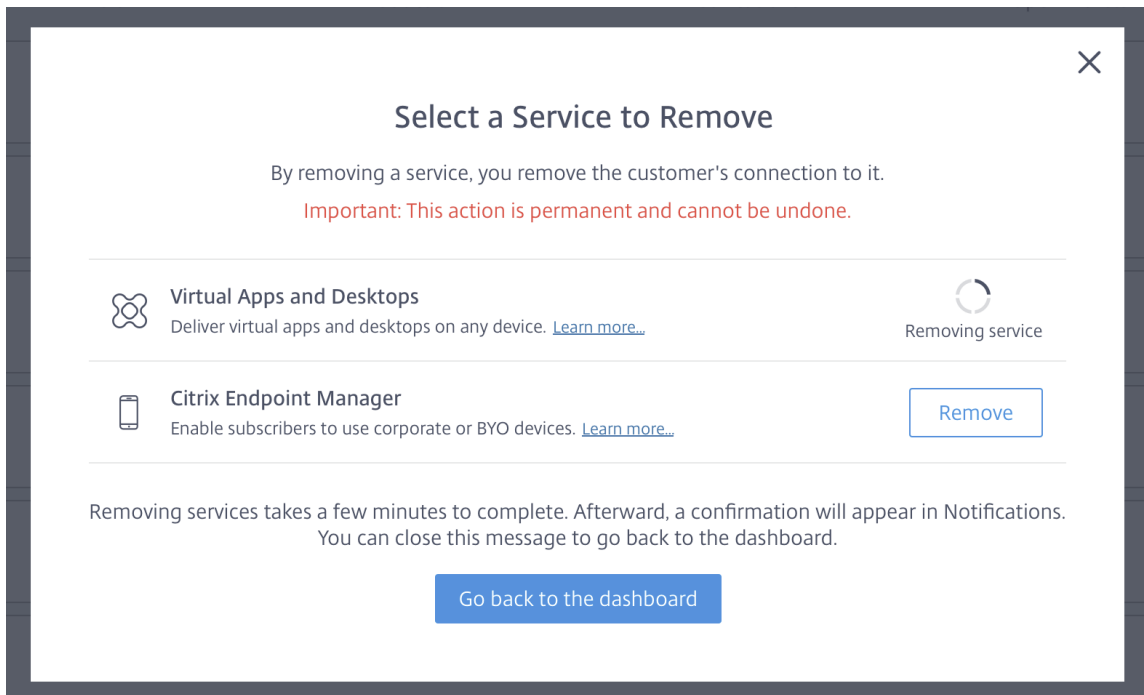 Select a Service to Remove
By removing a service, you remove the customer's connection to it.
Important: This action is permanent and cannot be undone.
Virtual Apps and Desktops
Deliver virtual apps and desktops on any device. Learn more...
Removing service
Citrix Endpoint Manager
Enable subscribers to use corporate or BYO devices. Learn more...
Remove
Removing services takes a few minutes to complete. Afterward, a confirmation will appear in Notifications.
You can close this message to go back to the dashboard.
Go back to the dashboard